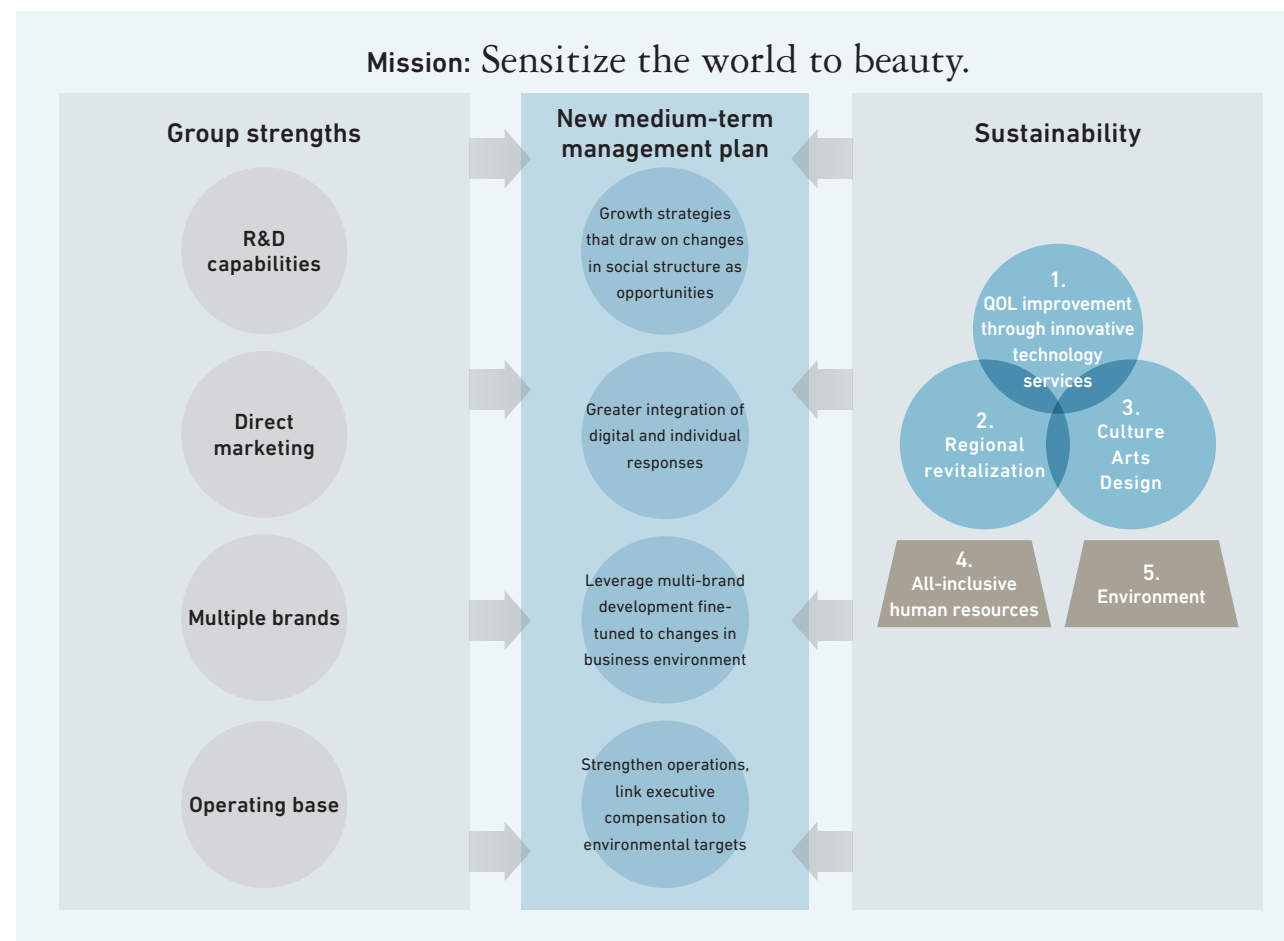 Mission: Sensitize the world to beauty.
Group strengths
R&D
capabilities
Direct
marketing
Multiple brands
Operating base
New medium-term
management plan
Growth strategies
that draw on changes
in social structure as
opportunities
Greater integration of
digital and individual
responses
Leverage multi-brand
development fine-
tuned to changes in
business environment
Strengthen operations,
link executive
compensation to
environmental targets
Sustainability
1.
QOL improvement
through innovative
technology
services
2.
Regional
revitalization
3.
Culture
Arts
Design
4.
All-inclusive
human resources
5.
Environment